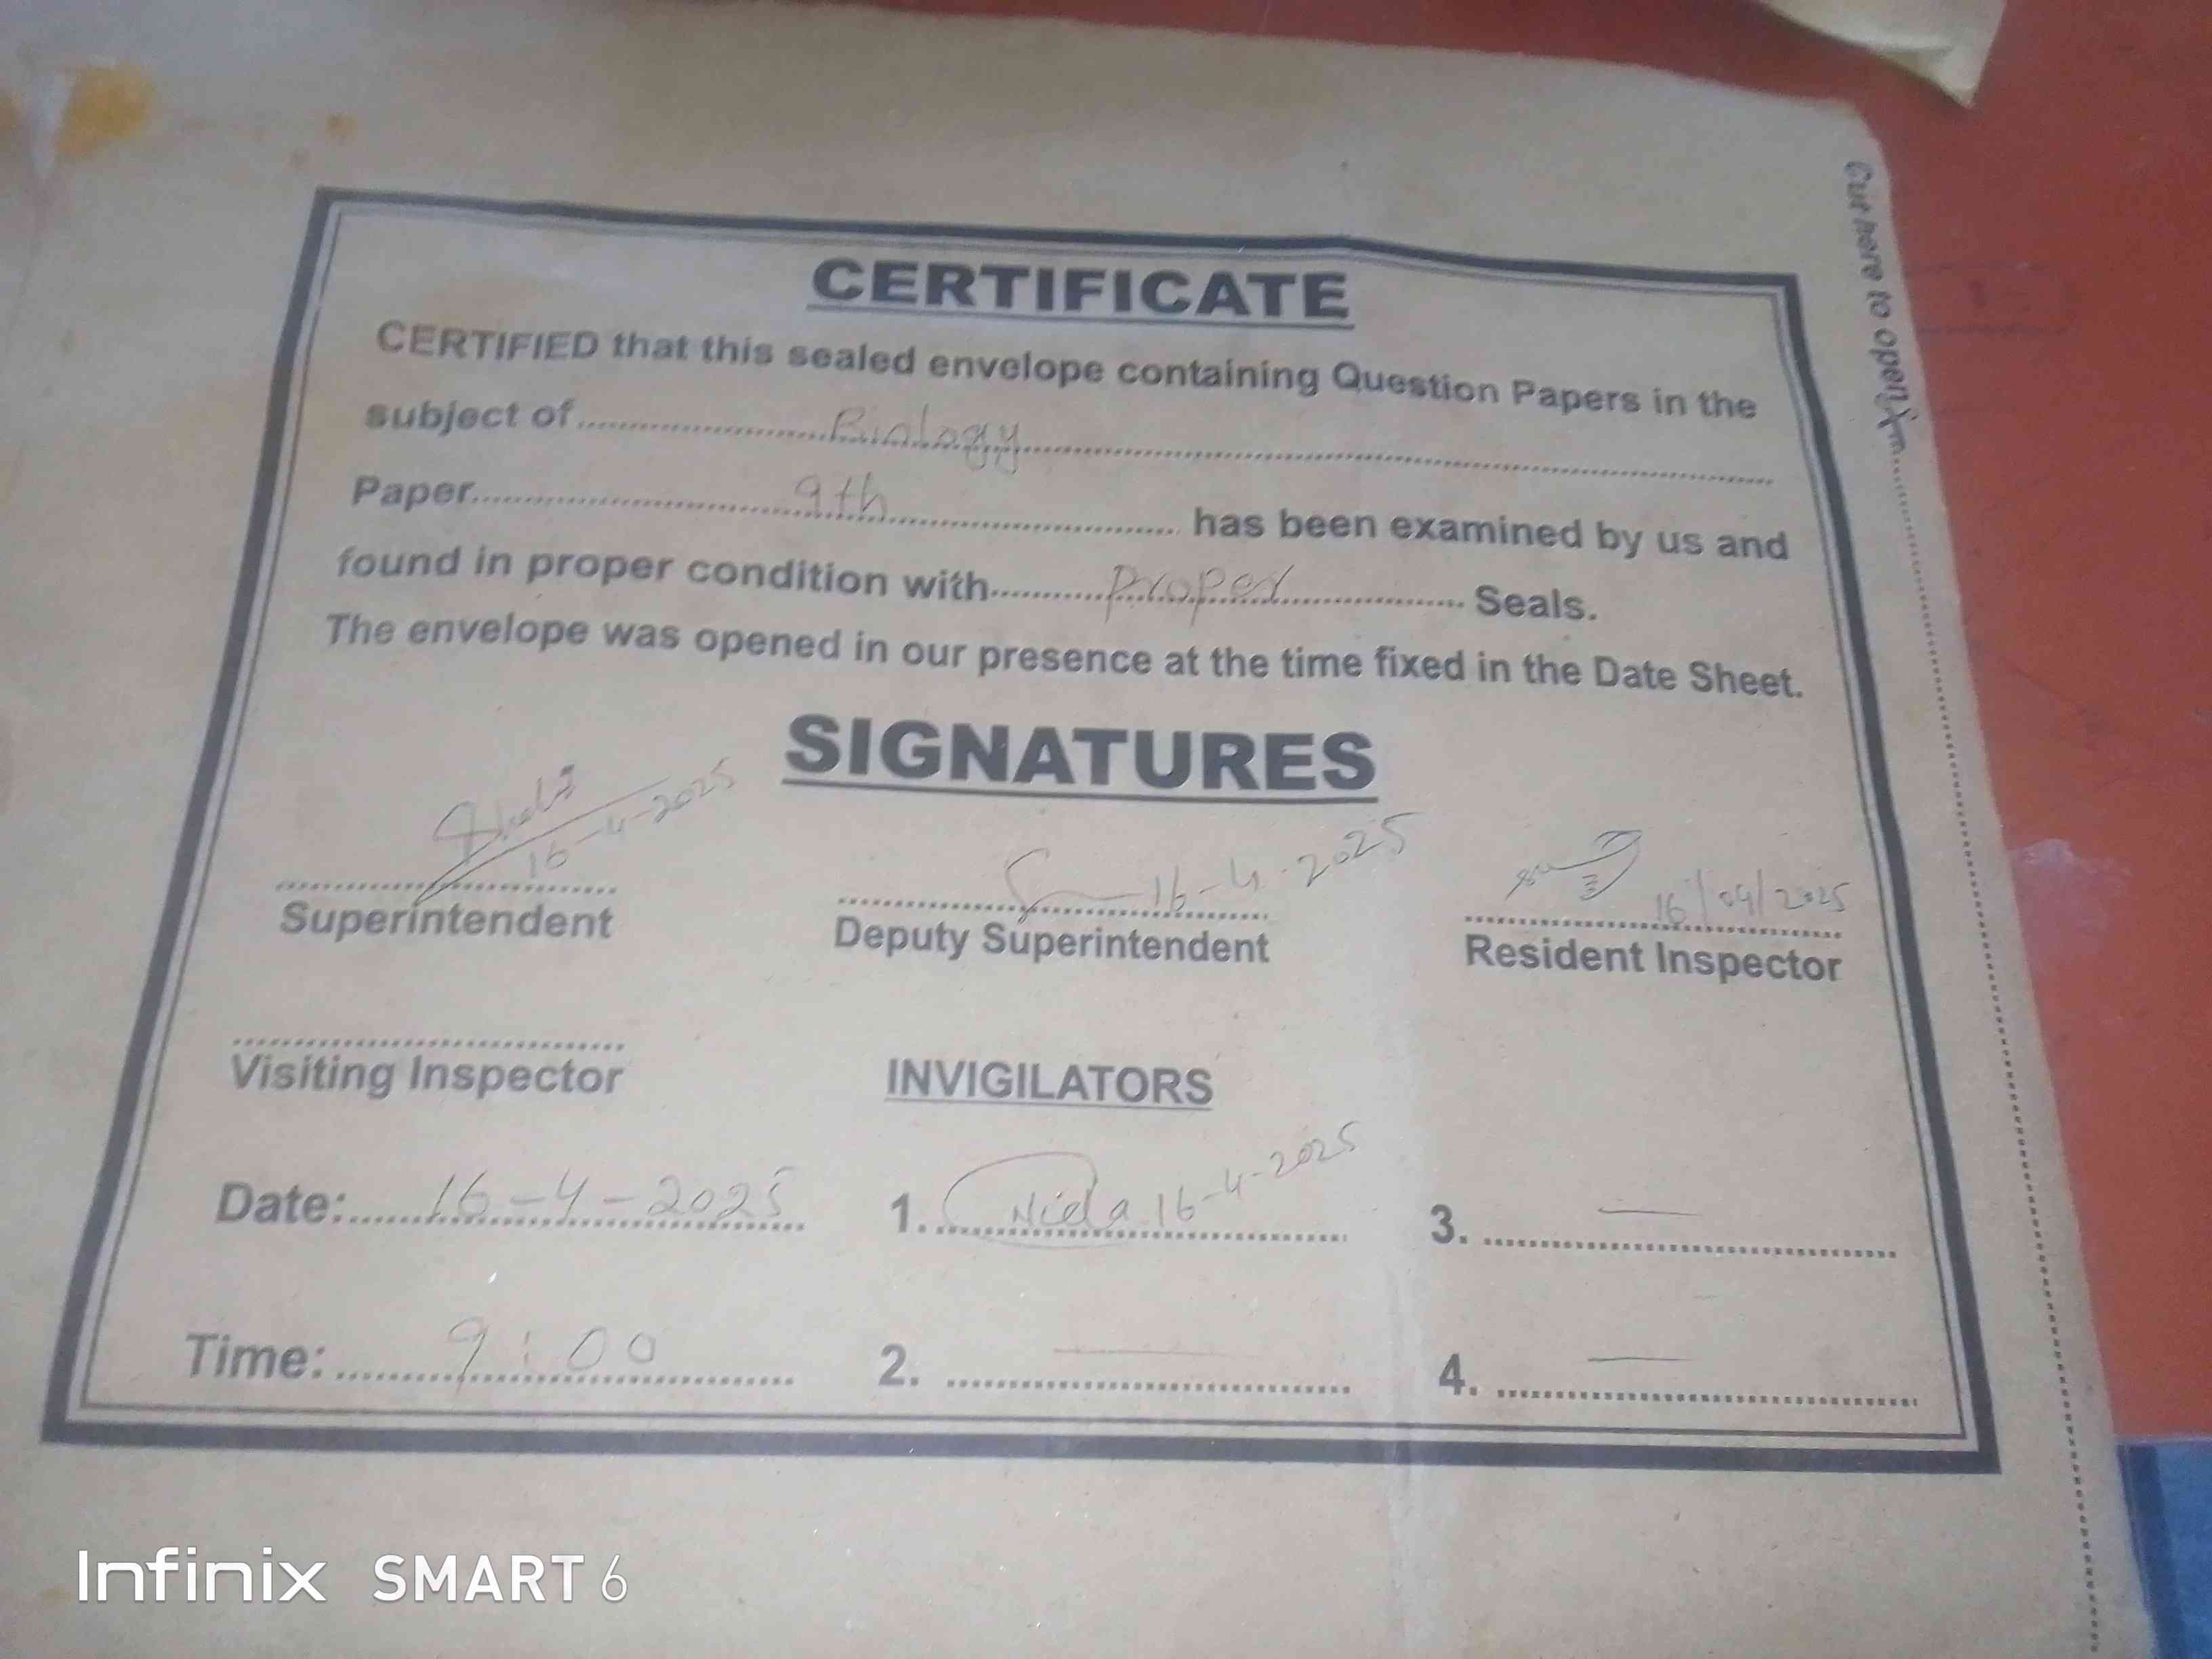 Cut here to open
CERTIFICATE
CERTIFIED that this sealed envelope containing Question Papers in the
subject of Biology
Paper 9th has been examined by us and
found in proper condition with Proper Seals.
The envelope was opened in our presence at the time fixed in the Date Sheet.
SIGNATURES
16-4-2025
Superintendent
16-4-2025
Deputy Superintendent
16/04/2025
Resident Inspector
Visiting Inspector
INVIGILATORS
Date: 16-4-2025
1. Nida 16-4-2025
3. —
Time: 9:00
2. —
4. —
Infinix SMART 6